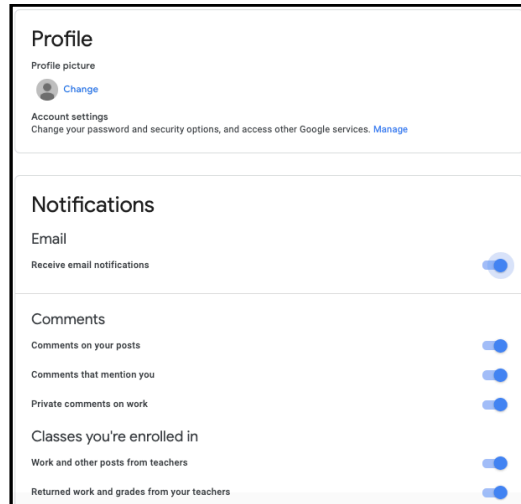 Profile
Profile picture
Change
Account settings
Change your password and security options, and access other Google services. Manage
Notifications
Email
Receive email notifications
Comments
Comments on your posts
Comments that mention you
Private comments on work
Classes you're enrolled in
Work and other posts from teachers
Returned work and grades from your teachers